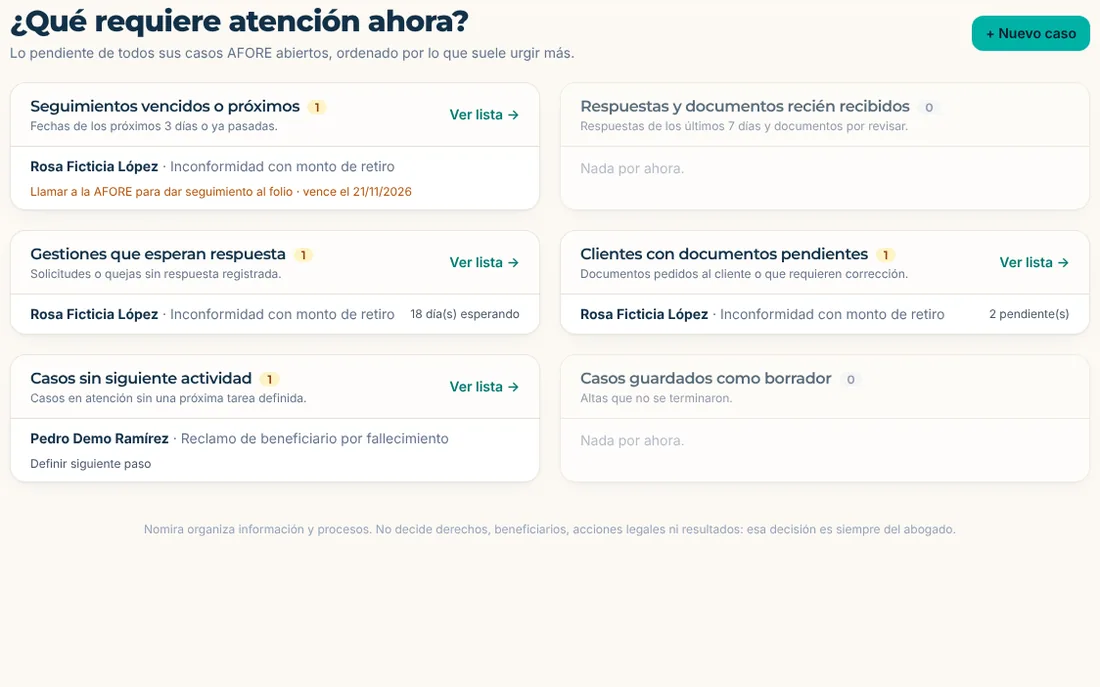 ¿Qué requiere atención ahora?
Lo pendiente de todos sus casos AFORE abiertos, ordenado por lo que suele urgir más.
+ Nuevo caso
Seguimientos vencidos o próximos 1
Fechas de los próximos 3 días o ya pasadas.
Ver lista →
Rosa Ficticia López · Inconformidad con monto de retiro
Llamar a la AFORE para dar seguimiento al folio · vence el 21/11/2026
Respuestas y documentos recién recibidos 0
Respuestas de los últimos 7 días y documentos por revisar.
Nada por ahora.
Gestiones que esperan respuesta 1
Solicitudes o quejas sin respuesta registrada.
Ver lista →
Rosa Ficticia López · Inconformidad con monto de retiro 18 día(s) esperando
Clientes con documentos pendientes 1
Documentos pedidos al cliente o que requieren corrección.
Ver lista →
Rosa Ficticia López · Inconformidad con monto de retiro 2 pendiente(s)
Casos sin siguiente actividad 1
Casos en atención sin una próxima tarea definida.
Ver lista →
Pedro Demo Ramírez · Reclamo de beneficiario por fallecimiento
Definir siguiente paso
Casos guardados como borrador 0
Altas que no se terminaron.
Nada por ahora.
Nomira organiza información y procesos. No decide derechos, beneficiarios, acciones legales ni resultados: esa decisión es siempre del abogado.